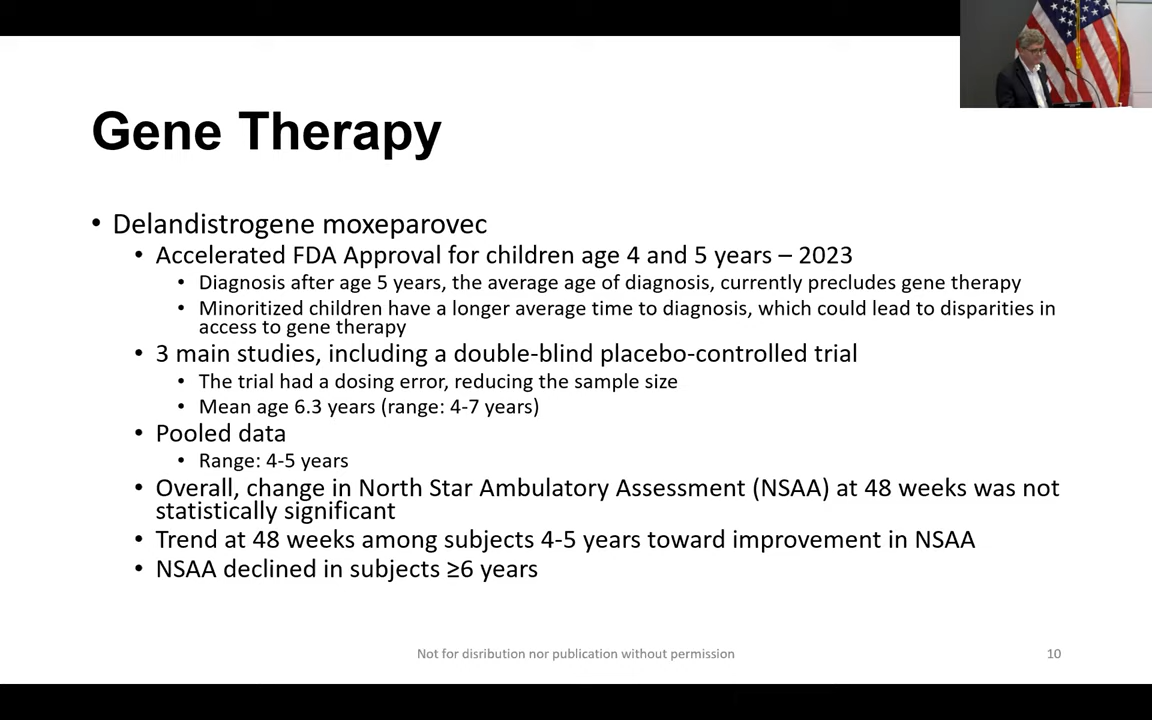 Gene Therapy
• Delandistrogene moxeparovec
• Accelerated FDA Approval for children age 4 and 5 years – 2023
• Diagnosis after age 5 years, the average age of diagnosis, currently precludes gene therapy
• Minoritized children have a longer average time to diagnosis, which could lead to disparities in
access to gene therapy
• 3 main studies, including a double-blind placebo-controlled trial
• The trial had a dosing error, reducing the sample size
• Mean age 6.3 years (range: 4-7 years)
• Pooled data
• Range: 4-5 years
• Overall, change in North Star Ambulatory Assessment (NSAA) at 48 weeks was not
statistically significant
• Trend at 48 weeks among subjects 4-5 years toward improvement in NSAA
• NSAA declined in subjects ≥6 years
Not for disribution nor publication without permission
10